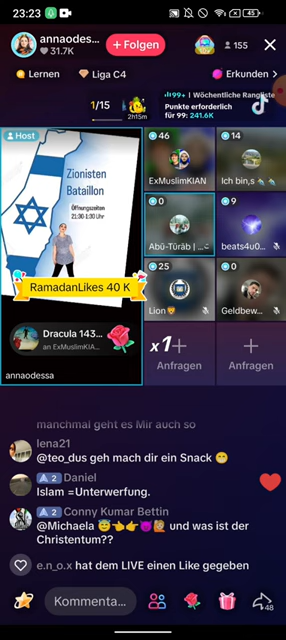 23:23
45
annaodes...
31.7K
+ Folgen
155
Lernen
Liga C4
Erkunden
1/15
2h15m
99+ | Wöchentliche Rangliste
Punkte erforderlich
für 99: 241.6K
Host
Zionisten
Bataillon
Öffnungszeiten
21:30-1:30 Uhr
RamadanLikes 40 K
Dracula 143...
an ExMuslimKIA...
annaodessa
46
ExMuslimKIAN
14
Ich bin,s
0
Abū-Tūrāb | ...
9
beats4u0...
25
Lion
0
Geldbew...
x1
Anfragen
Anfragen
manchmal geht es Mir auch so
lena21
@teo_dus geh mach dir ein Snack 😁
2 Daniel
Islam =Unterwerfung.
2 Conny Kumar Bettin
@Michaela 😇👈👉😈🙋🏼 und was ist der
Christentum??
e.n_o.x hat dem LIVE einen Like gegeben
Kommenta...
48